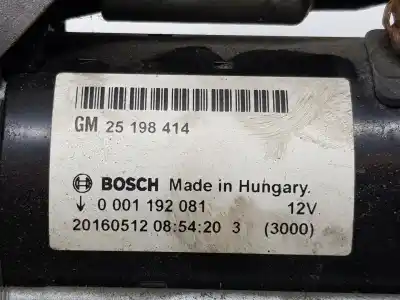 GM 25 198 414
BOSCH Made in Hungary.
↓ 0 001 192 081 12V
20160512 08:54:20 3 (3000)